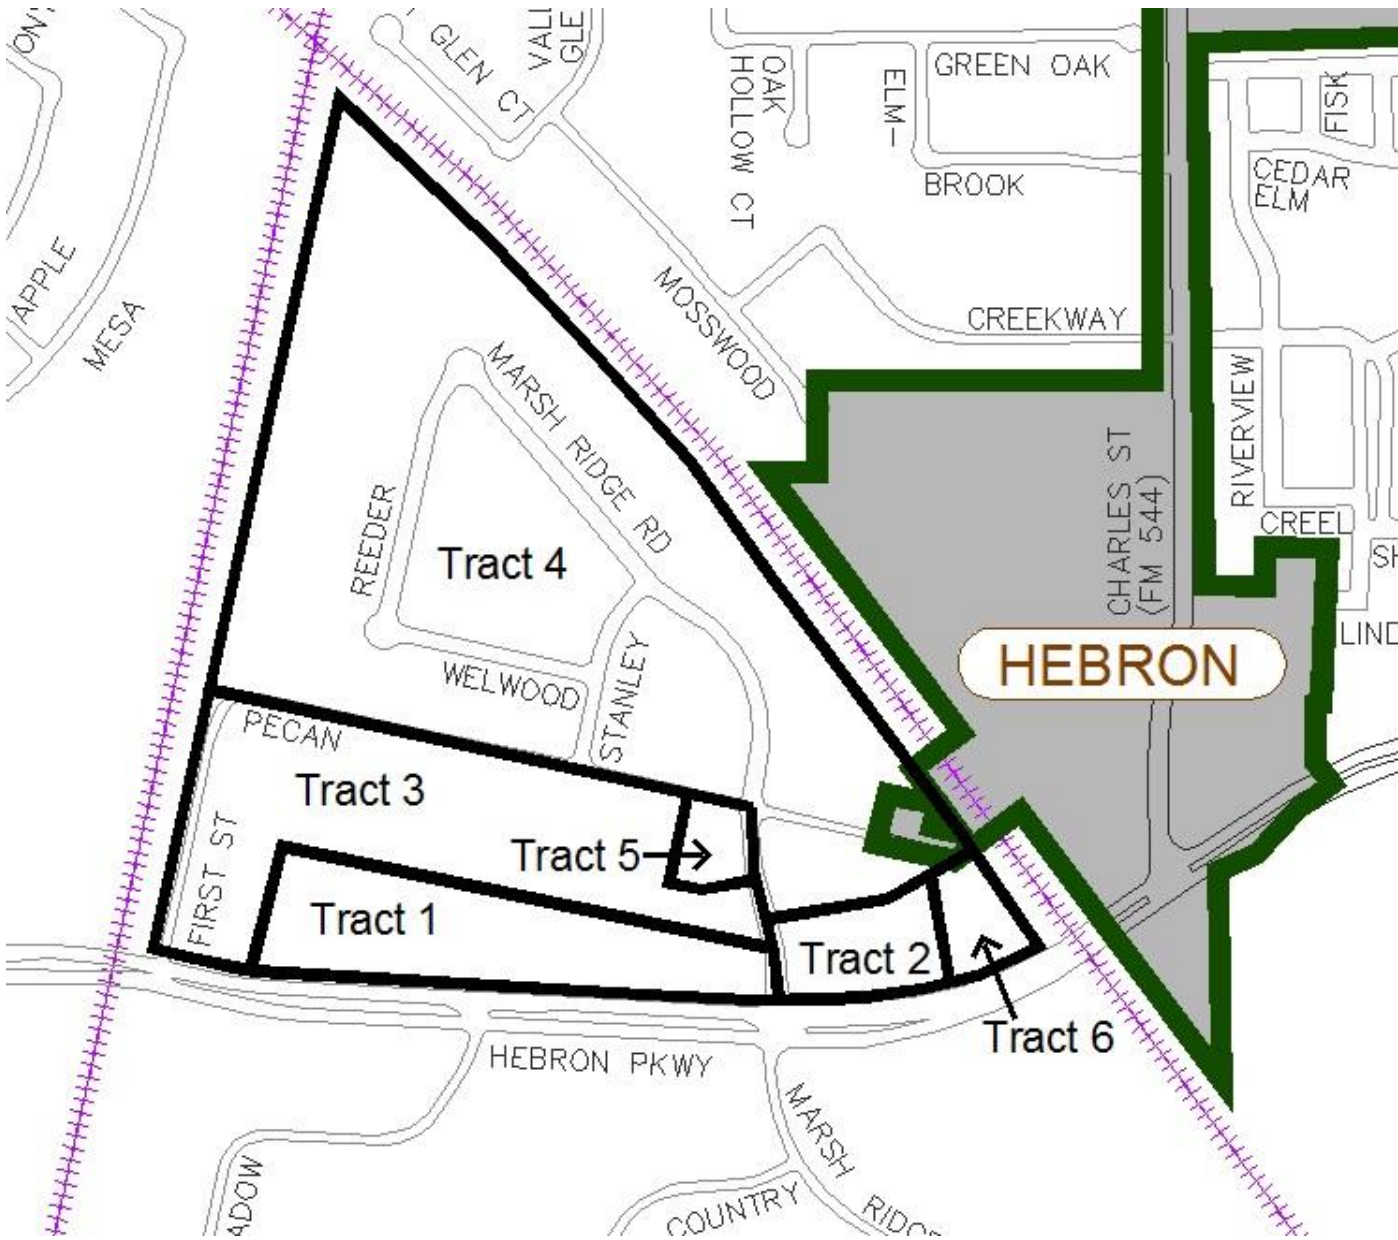 GLEN CT
GREEN OAK
OAK
HOLLOW CT
ELM-
BROOK
FISK
CEDAR
ELM
APPLE
MESA
MOSSWOOD
CREEKWAY
MARSH RIDGE RD
RIVERVIEW
CHARLES ST
(FM 544)
CREEL
REEDER
Tract 4
WELWOOD
STANLEY
HEBRON
PECAN
Tract 3
FIRST ST
Tract 5
Tract 1
Tract 2
Tract 6
HEBRON PKWY
MARSH
COUNTRY